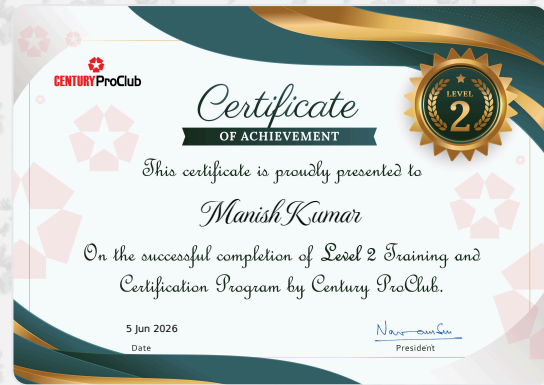 CENTURY ProClub
Certificate
OF ACHIEVEMENT
LEVEL
2
This certificate is proudly presented to
Manish Kumar
On the successful completion of Level 2 Training and
Certification Program by Century ProClub.
5 Jun 2026
Date
President